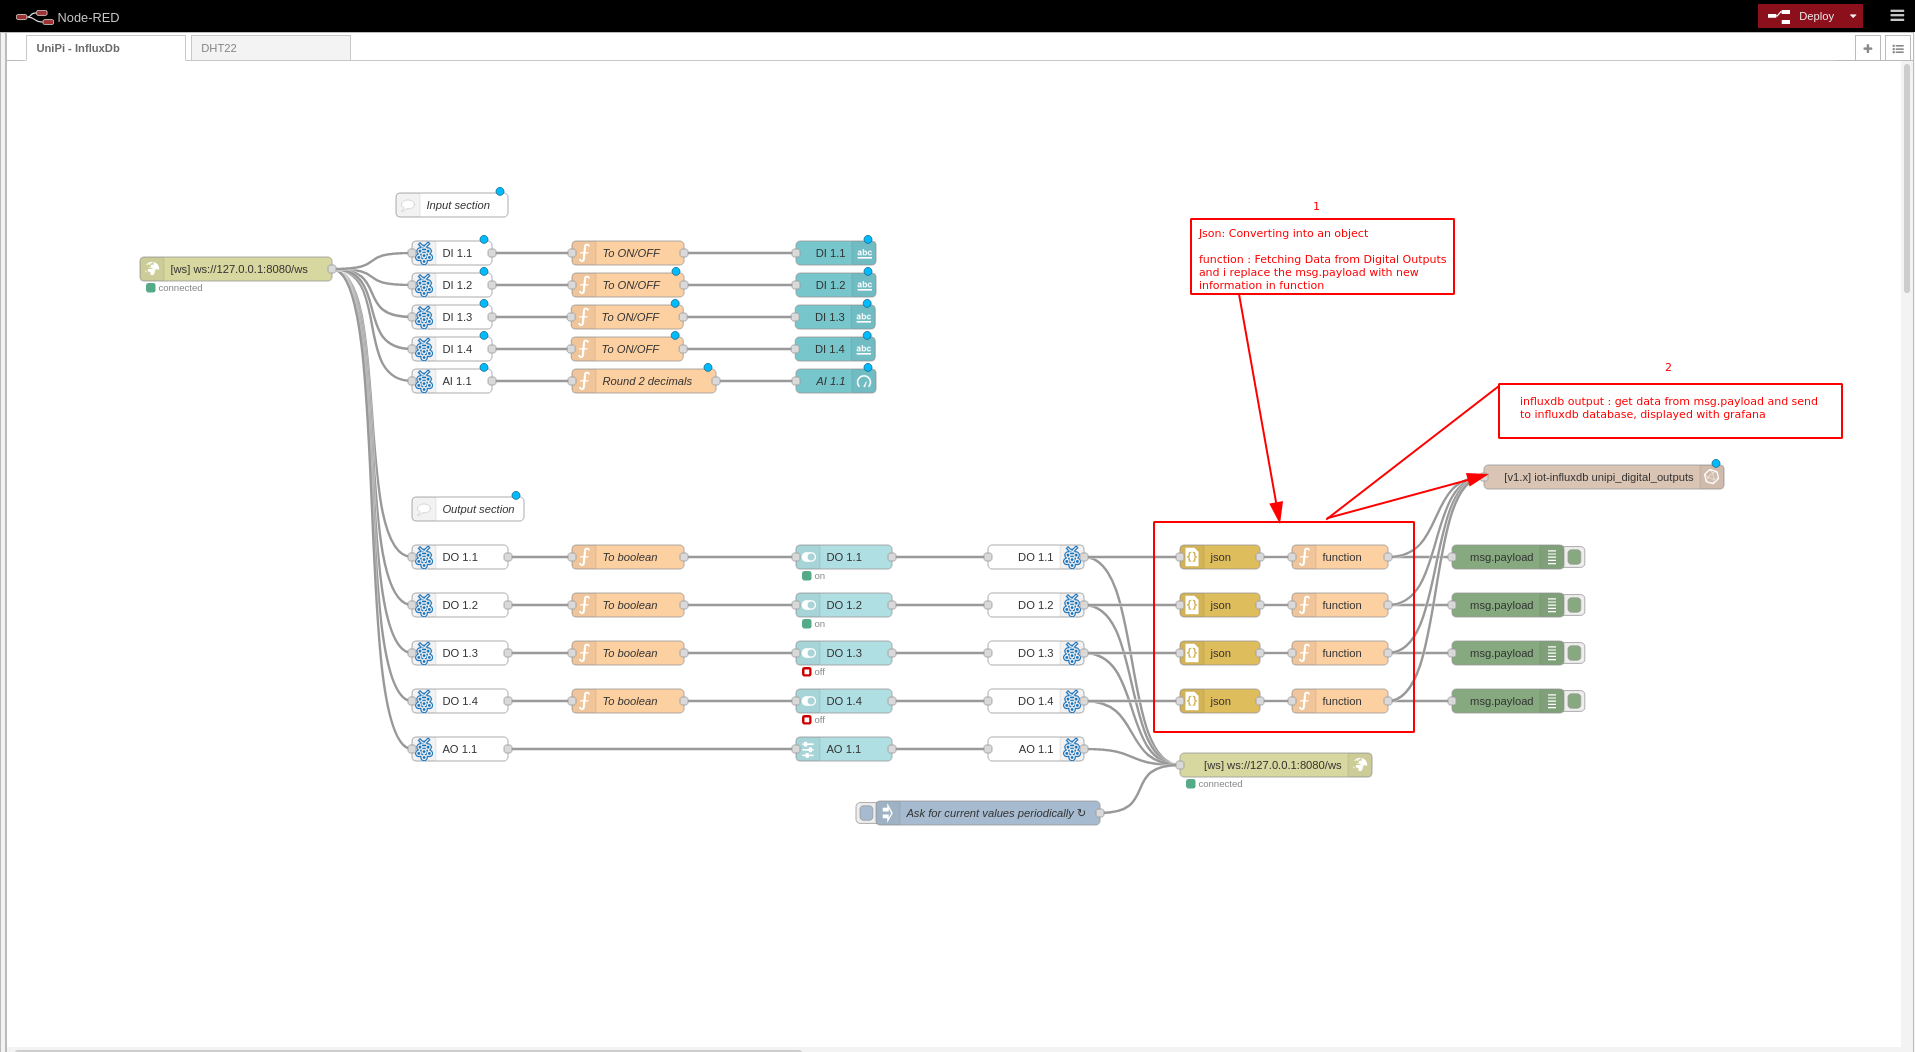 Node-RED
Deploy
UniPi - InfluxDb
DHT22
1
Input section
Json: Converting into an object
function : Fetching Data from Digital Outputs
and i replace the msg.payload with new
information in function
[ws] ws://127.0.0.1:8080/ws
connected
DI 1.1 To ON/OFF DI 1.1 abc
DI 1.2 To ON/OFF DI 1.2 abc
DI 1.3 To ON/OFF DI 1.3 abc
DI 1.4 To ON/OFF DI 1.4 abc
AI 1.1 Round 2 decimals AI 1.1
2
influxdb output : get data from msg.payload and send
to influxdb database, displayed with grafana
[v1.x] iot-influxdb unipi_digital_outputs
Output section
DO 1.1 To boolean DO 1.1 DO 1.1 {} json function msg.payload
on
DO 1.2 To boolean DO 1.2 DO 1.2 {} json function msg.payload
on
DO 1.3 To boolean DO 1.3 DO 1.3 {} json function msg.payload
off
DO 1.4 To boolean DO 1.4 DO 1.4 {} json function msg.payload
off
AO 1.1 AO 1.1 AO 1.1
[ws] ws://127.0.0.1:8080/ws
connected
Ask for current values periodically ↻